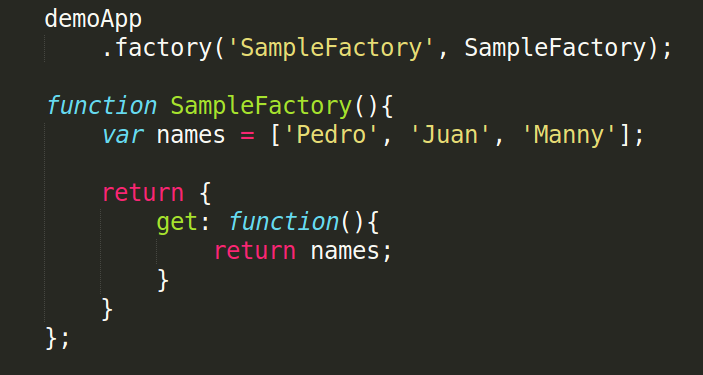 demoApp
    .factory('SampleFactory', SampleFactory);
function SampleFactory(){
    var names = ['Pedro', 'Juan', 'Manny'];
    return {
        get: function(){
            return names;
        }
    }
};